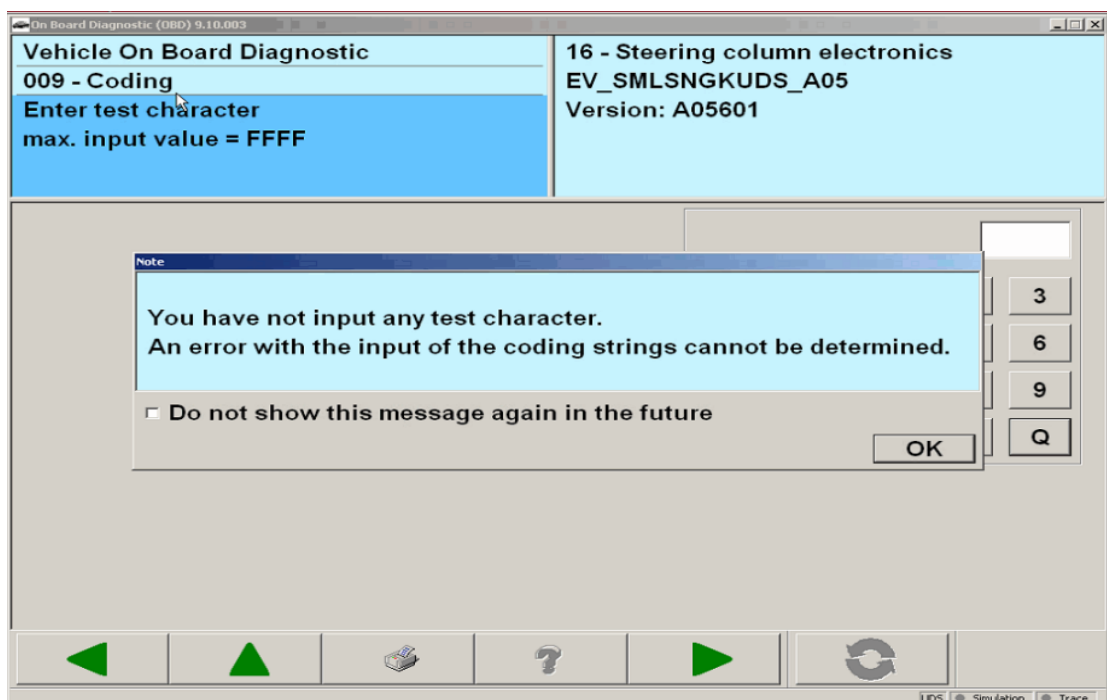 On Board Diagnostic (OBD) 9.10.003
Vehicle On Board Diagnostic
009 - Coding
Enter test character
max. input value = FFFF
16 - Steering column electronics
EV_SMLSNGKUDS_A05
Version: A05601
Note
You have not input any test character.
An error with the input of the coding strings cannot be determined.
Do not show this message again in the future
OK
3
6
9
Q
?
UDS Simulation Trace